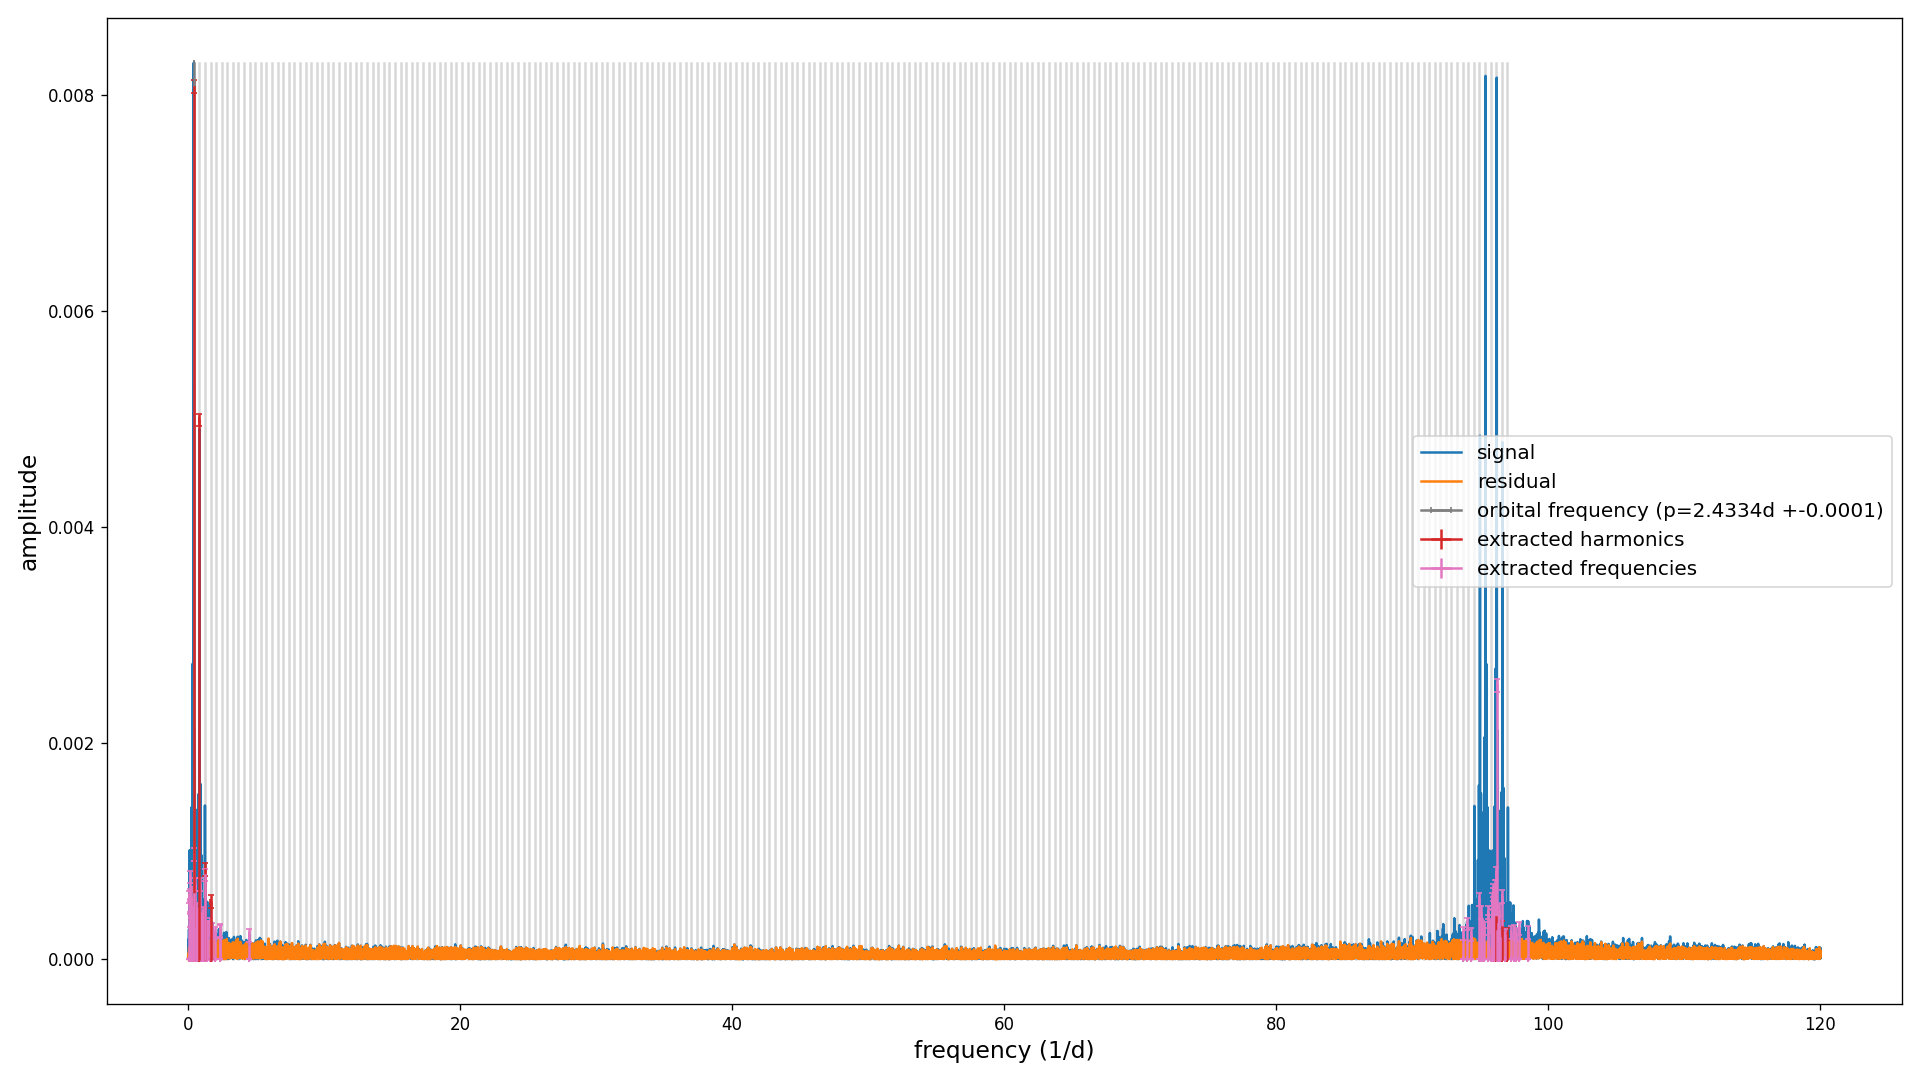 0.008
0.006
0.004
0.002
0.000
amplitude
signal
residual
orbital frequency (p=2.4334d +-0.0001)
extracted harmonics
extracted frequencies
0 20 40 60 80 100 120
frequency (1/d)